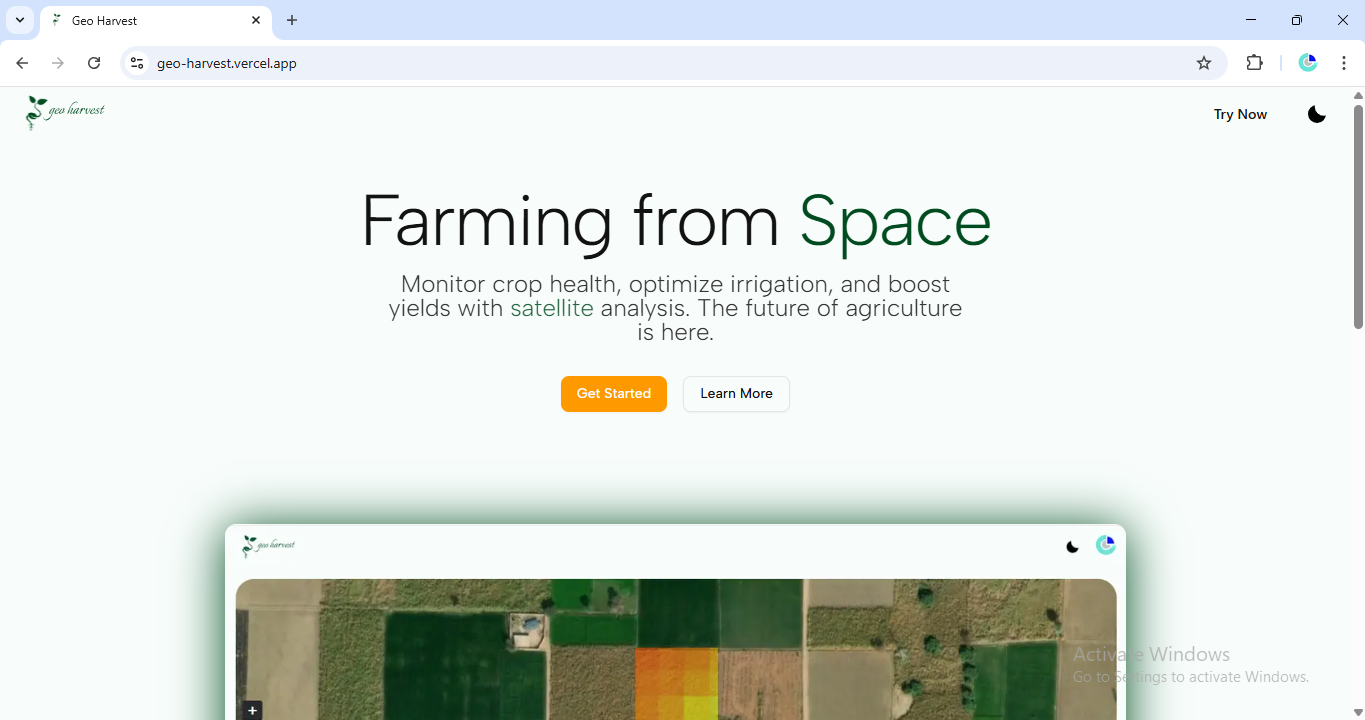 Geo Harvest
geo-harvest.vercel.app
geo harvest
Try Now
Farming from Space
Monitor crop health, optimize irrigation, and boost
yields with satellite analysis. The future of agriculture
is here.
Get Started
Learn More
geo harvest
+
Activate Windows
Go to Settings to activate Windows.